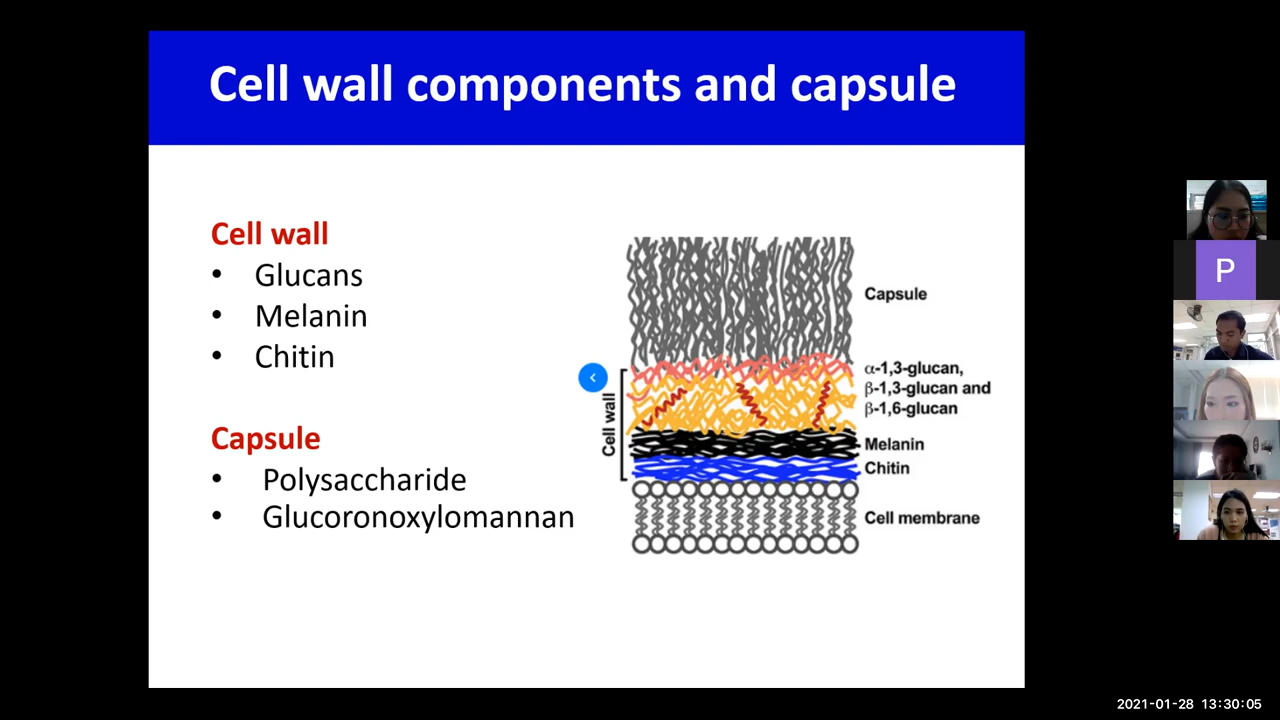 Cell wall components and capsule
Cell wall
• Glucans
• Melanin
• Chitin
Capsule
• Polysaccharide
• Glucoronoxylomannan
Capsule
α-1,3-glucan,
β-1,3-glucan and
β-1,6-glucan
Cell wall
Melanin
Chitin
Cell membrane
P
2021-01-28 13:30:05